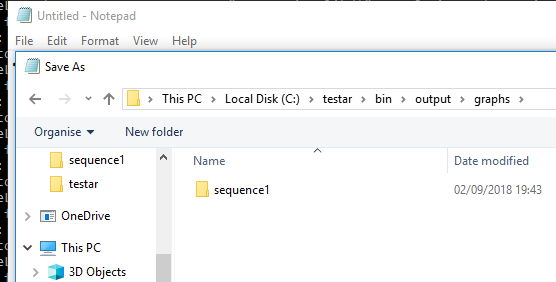 Untitled - Notepad
File Edit Format View Help
Save As
This PC > Local Disk (C:) > testar > bin > output > graphs >
Organise New folder
sequence1
testar
OneDrive
This PC
3D Objects
Name Date modified
sequence1 02/09/2018 19:43